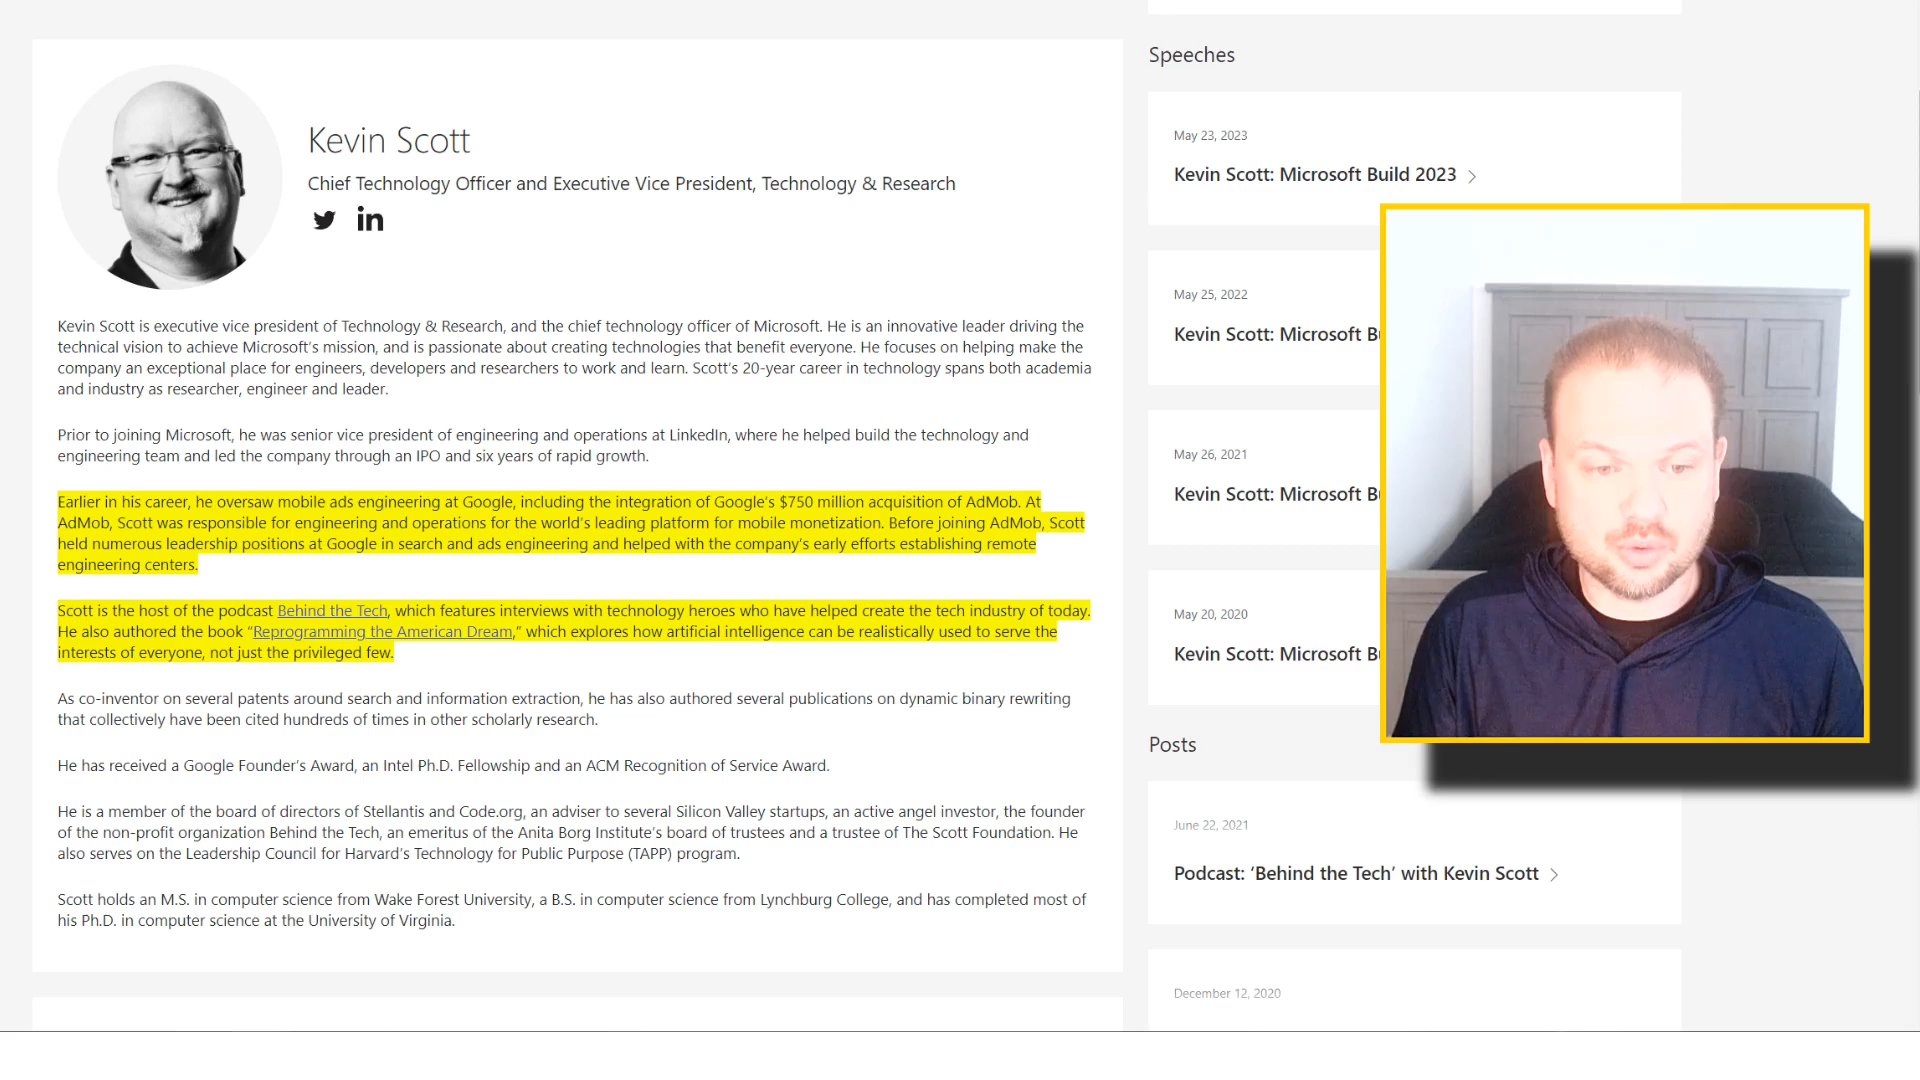 Kevin Scott
Chief Technology Officer and Executive Vice President, Technology & Research
in
Kevin Scott is executive vice president of Technology & Research, and the chief technology officer of Microsoft. He is an innovative leader driving the
technical vision to achieve Microsoft's mission, and is passionate about creating technologies that benefit everyone. He focuses on helping make the
company an exceptional place for engineers, developers and researchers to work and learn. Scott's 20-year career in technology spans both academia
and industry as researcher, engineer and leader.
Prior to joining Microsoft, he was senior vice president of engineering and operations at LinkedIn, where he helped build the technology and
engineering team and led the company through an IPO and six years of rapid growth.
Earlier in his career, he oversaw mobile ads engineering at Google, including the integration of Google's $750 million acquisition of AdMob. At
AdMob, Scott was responsible for engineering and operations for the world's leading platform for mobile monetization. Before joining AdMob, Scott
held numerous leadership positions at Google in search and ads engineering and helped with the company's early efforts establishing remote
engineering centers.
Scott is the host of the podcast Behind the Tech, which features interviews with technology heroes who have helped create the tech industry of today.
He also authored the book “Reprogramming the American Dream,” which explores how artificial intelligence can be realistically used to serve the
interests of everyone, not just the privileged few.
As co-inventor on several patents around search and information extraction, he has also authored several publications on dynamic binary rewriting
that collectively have been cited hundreds of times in other scholarly research.
He has received a Google Founder's Award, an Intel Ph.D. Fellowship and an ACM Recognition of Service Award.
He is a member of the board of directors of Stellantis and Code.org, an adviser to several Silicon Valley startups, an active angel investor, the founder
of the non-profit organization Behind the Tech, an emeritus of the Anita Borg Institute's board of trustees and a trustee of The Scott Foundation. He
also serves on the Leadership Council for Harvard's Technology for Public Purpose (TAPP) program.
Scott holds an M.S. in computer science from Wake Forest University, a B.S. in computer science from Lynchburg College, and has completed most of
his Ph.D. in computer science at the University of Virginia.
Speeches
May 23, 2023
Kevin Scott: Microsoft Build 2023
May 25, 2022
Kevin Scott: Microsoft
May 26, 2021
Kevin Scott: Microsoft
May 20, 2020
Kevin Scott: Microsoft
Posts
June 22, 2021
Podcast: ‘Behind the Tech’ with Kevin Scott
December 12, 2020